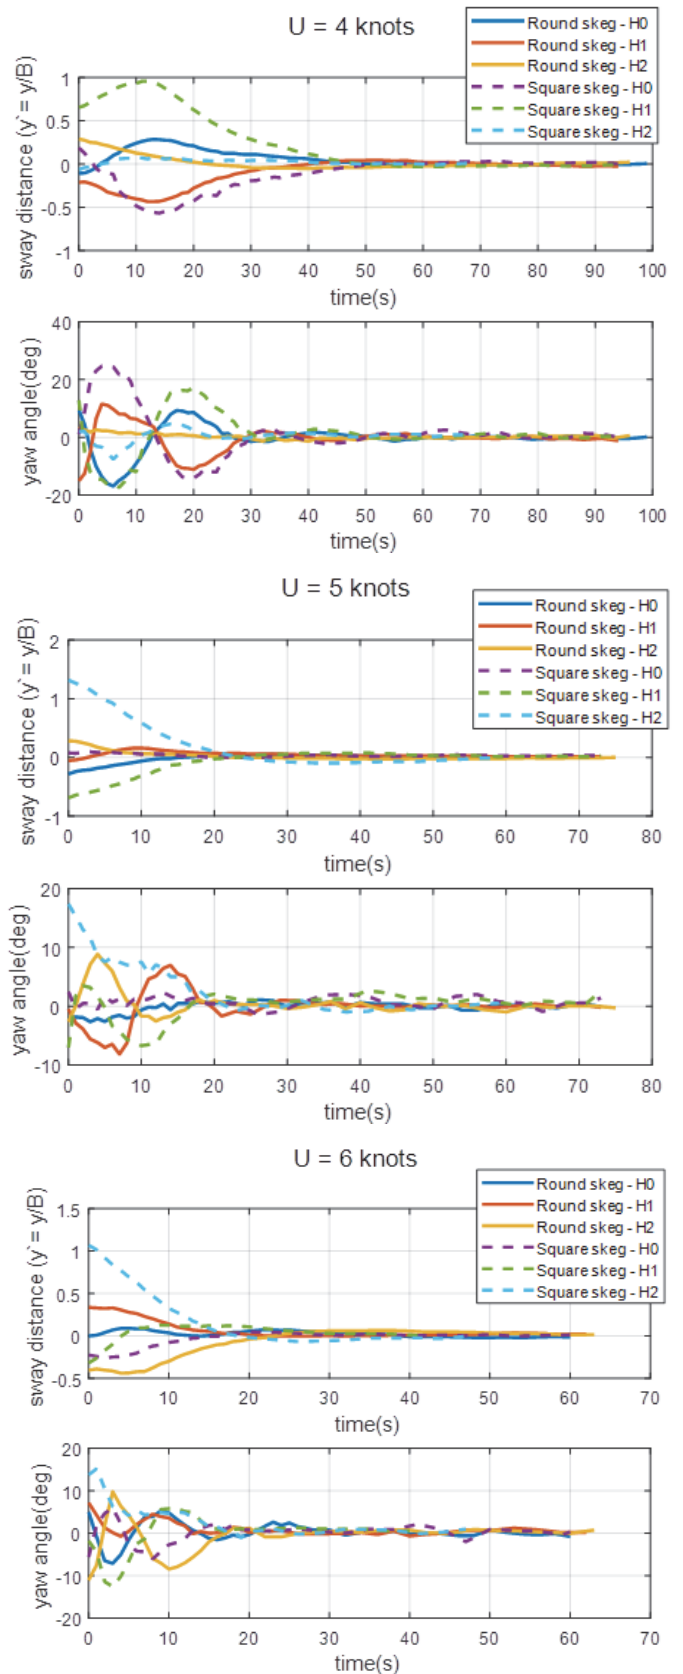 U = 4 knots
Round skeg - H0
Round skeg - H1
Round skeg - H2
Square skeg - H0
Square skeg - H1
Square skeg - H2
sway distance (y` = y/B)
1
0.5
0
-0.5
-1
0 10 20 30 40 50 60 70 80 90 100
time(s)
yaw angle(deg)
40
20
0
-20
0 10 20 30 40 50 60 70 80 90 100
time(s)
U = 5 knots
Round skeg - H0
Round skeg - H1
Round skeg - H2
Square skeg - H0
Square skeg - H1
Square skeg - H2
sway distance (y` = y/B)
2
1
0
-1
0 10 20 30 40 50 60 70 80
time(s)
yaw angle(deg)
20
10
0
-10
0 10 20 30 40 50 60 70 80
time(s)
U = 6 knots
Round skeg - H0
Round skeg - H1
Round skeg - H2
Square skeg - H0
Square skeg - H1
Square skeg - H2
sway distance (y` = y/B)
1.5
1
0.5
0
-0.5
0 10 20 30 40 50 60 70
time(s)
yaw angle(deg)
20
10
0
-10
-20
0 10 20 30 40 50 60 70
time(s)